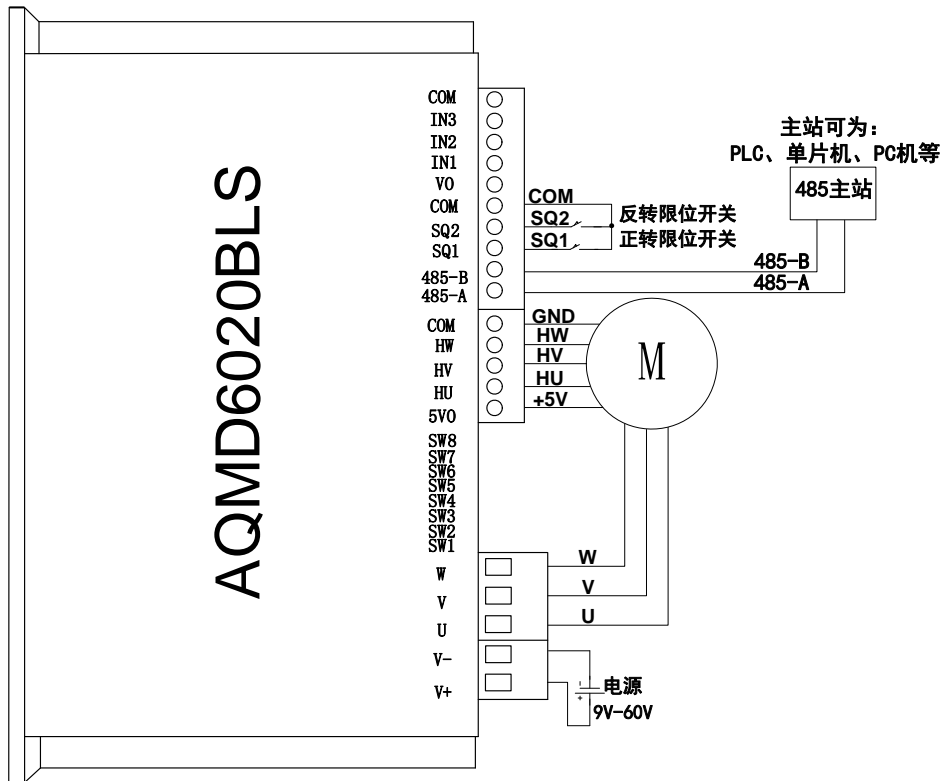 AQMD6020BLS
COM
IN3
IN2
IN1
VO
COM
SQ2
SQ1
485-B
485-A
COM
HW
HV
HU
5VO
SW8
SW7
SW6
SW5
SW4
SW3
SW2
SW1
W
V
U
V-
V+
COM
SQ2
反转限位开关
SQ1
正转限位开关
主站可为：
PLC、单片机、PC机等
485主站
485-B
485-A
GND
HW
HV
HU
+5V
M
W
V
U
电源
9V-60V